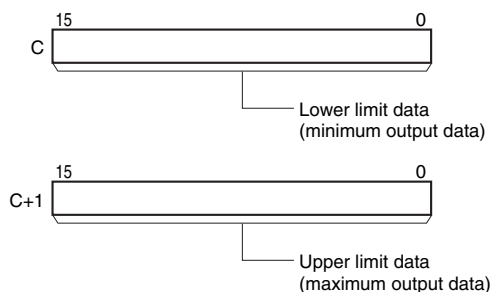 15 0
C
Lower limit data
(minimum output data)
15 0
C+1
Upper limit data
(maximum output data)